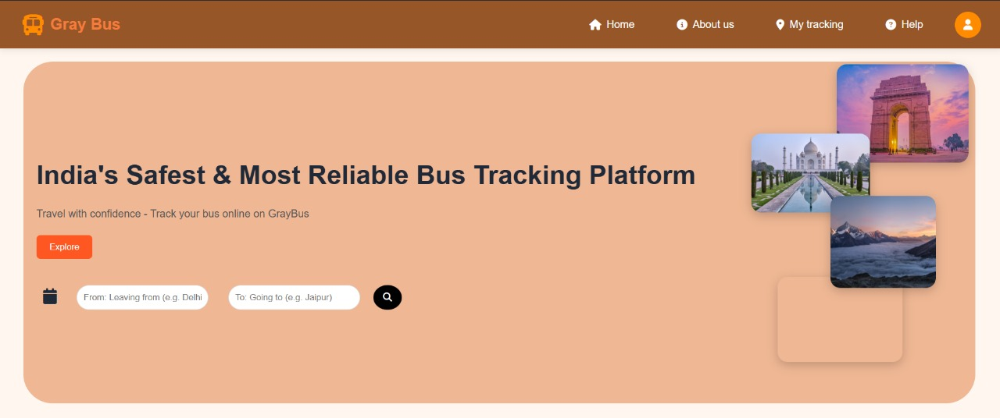 Gray Bus
Home
About us
My tracking
Help
India's Safest & Most Reliable Bus Tracking Platform
Travel with confidence - Track your bus online on GrayBus
Explore
From: Leaving from (e.g. Delhi
To: Going to (e.g. Jaipur)